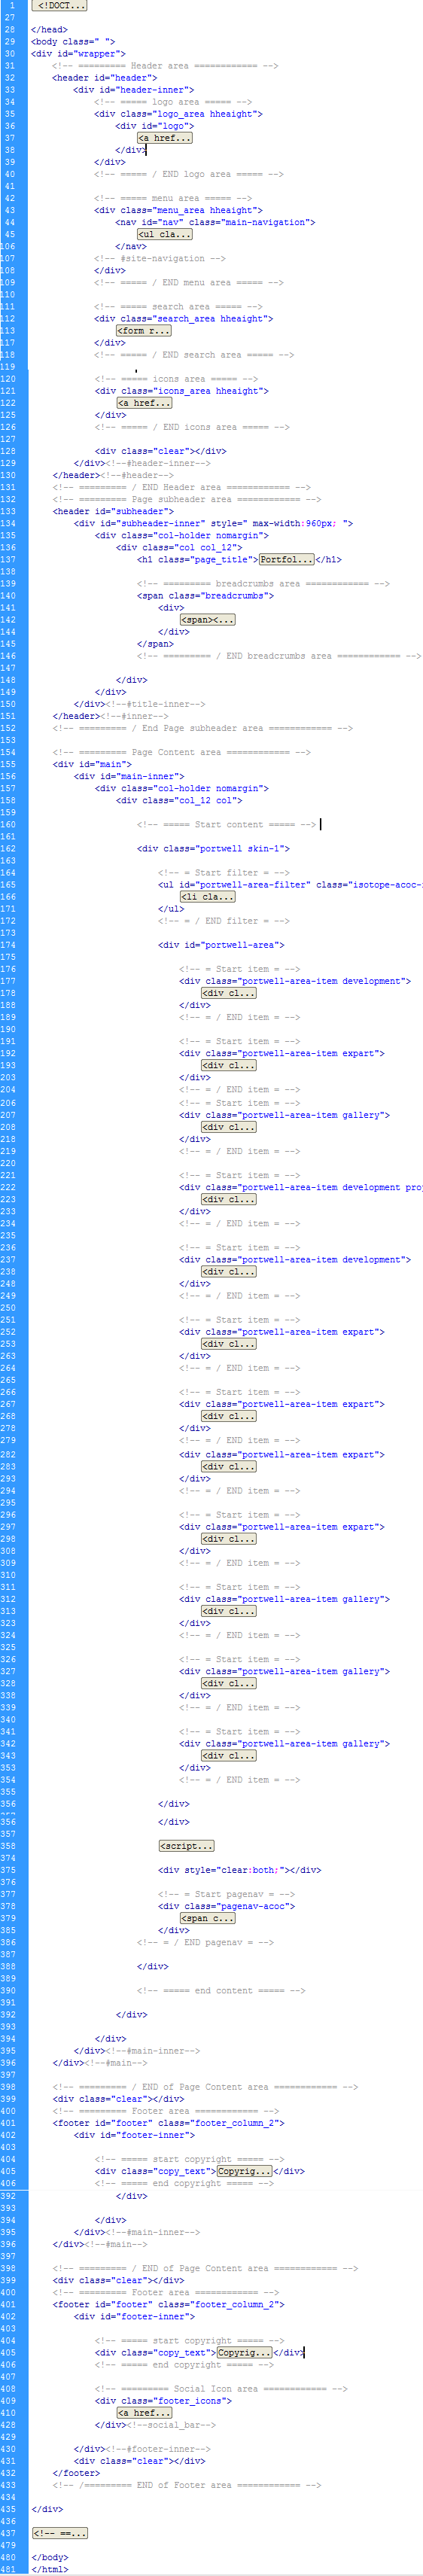 1 <!DOCT...
27
28 </head>
29 <body class=" ">
30 <div id="wrapper">
31 <!-- ========= Header area ============ -->
32 <header id="header">
33 <div id="header-inner">
34 <!-- ===== logo area ===== -->
35 <div class="logo_area hheaight">
36 <div id="logo">
37 <a href...
38 </div>
39 </div>
40 <!-- ===== / END logo area ===== -->
41
42 <!-- ===== menu area ===== -->
43 <div class="menu_area hheaight">
44 <nav id="nav" class="main-navigation">
45 <ul cla...
106 </nav>
107 <!-- #site-navigation -->
108 </div>
109 <!-- ===== / END menu area ===== -->
110
111 <!-- ===== search area ===== -->
112 <div class="search_area hheaight">
113 <form r...
117 </div>
118 <!-- ===== / END search area ===== -->
119
120 <!-- ===== icons area ===== -->
121 <div class="icons_area hheaight">
122 <a href...
125 </div>
126 <!-- ===== / END icons area ===== -->
127
128 <div class="clear"></div>
129 </div><!--#header-inner-->
130 </header><!--#header-->
131 <!-- ========= / END Header area ============ -->
132 <!-- ========= Page subheader area ============ -->
133 <header id="subheader">
134 <div id="subheader-inner" style=" max-width:960px; ">
135 <div class="col-holder nomargin">
136 <div class="col col_12">
137 <h1 class="page_title">Portfol...</h1>
138
139 <!-- ========= breadcrumbs area ============ -->
140 <span class="breadcrumbs">
141 <div>
142 <span><...
144 </div>
145 </span>
146 <!-- ========= / END breadcrumbs area ============ -->
147
148 </div>
149 </div>
150 </div><!--#title-inner-->
151 </header><!--#inner-->
152 <!-- ========= / End Page subheader area ============ -->
153
154 <!-- ========= Page Content area ============ -->
155 <div id="main">
156 <div id="main-inner">
157 <div class="col-holder nomargin">
158 <div class="col_12 col">
159
160 <!-- ===== Start content ===== -->
161
162 <div class="portwell skin-1">
163
164 <!-- = Start filter = -->
165 <ul id="portwell-area-filter" class="isotope-acoc-
166 <li cla...
171 </ul>
172 <!-- = / END filter = -->
173
174 <div id="portwell-area">
175
176 <!-- = Start item = -->
177 <div class="portwell-area-item development">
178 <div cl...
188 </div>
189 <!-- = / END item = -->
190
191 <!-- = Start item = -->
192 <div class="portwell-area-item expart">
193 <div cl...
203 </div>
204 <!-- = / END item = -->
206 <!-- = Start item = -->
207 <div class="portwell-area-item gallery">
208 <div cl...
218 </div>
219 <!-- = / END item = -->
220
221 <!-- = Start item = -->
222 <div class="portwell-area-item development pro
223 <div cl...
233 </div>
234 <!-- = / END item = -->
235
236 <!-- = Start item = -->
237 <div class="portwell-area-item development">
238 <div cl...
248 </div>
249 <!-- = / END item = -->
250
251 <!-- = Start item = -->
252 <div class="portwell-area-item expart">
253 <div cl...
263 </div>
264 <!-- = / END item = -->
265
266 <!-- = Start item = -->
267 <div class="portwell-area-item expart">
268 <div cl...
278 </div>
279 <!-- = / END item = -->
282 <div class="portwell-area-item expart">
283 <div cl...
293 </div>
294 <!-- = / END item = -->
295
296 <!-- = Start item = -->
297 <div class="portwell-area-item expart">
298 <div cl...
308 </div>
309 <!-- = / END item = -->
310
311 <!-- = Start item = -->
312 <div class="portwell-area-item gallery">
313 <div cl...
323 </div>
324 <!-- = / END item = -->
325
326 <!-- = Start item = -->
327 <div class="portwell-area-item gallery">
328 <div cl...
338 </div>
339 <!-- = / END item = -->
340
341 <!-- = Start item = -->
342 <div class="portwell-area-item gallery">
343 <div cl...
353 </div>
354 <!-- = / END item = -->
355
356 </div>
356 </div>
357
358 <script...
374
375 <div style="clear:both;"></div>
376
377 <!-- = Start pagenav = -->
378 <div class="pagenav-acoc">
379 <span c...
385 </div>
386 <!-- = / END pagenav = -->
387
388 </div>
389
390 <!-- ===== end content ===== -->
391
392 </div>
393
394 </div>
395 </div><!--#main-inner-->
396 </div><!--#main-->
397
398 <!-- ========= / END of Page Content area ============ -->
399 <div class="clear"></div>
400 <!-- ========= Footer area ============ -->
401 <footer id="footer" class="footer_column_2">
402 <div id="footer-inner">
403
404 <!-- ===== start copyright ===== -->
405 <div class="copy_text">Copyrig...</div>
406 <!-- ===== end copyright ===== -->
392 </div>
393
394 </div>
395 </div><!--#main-inner-->
396 </div><!--#main-->
397
398 <!-- ========= / END of Page Content area ============ -->
399 <div class="clear"></div>
400 <!-- ========= Footer area ============ -->
401 <footer id="footer" class="footer_column_2">
402 <div id="footer-inner">
403
404 <!-- ===== start copyright ===== -->
405 <div class="copy_text">Copyrig...</div>
406 <!-- ===== end copyright ===== -->
407
408 <!-- ========= Social Icon area ============ -->
409 <div class="footer_icons">
410 <a href...
428 </div><!--social_bar-->
429
430 </div><!--#footer-inner-->
431 <div class="clear"></div>
432 </footer>
433 <!-- /========= END of Footer area ============ -->
434
435 </div>
436
437 <!-- ==...
479
480 </body>
481 </html>